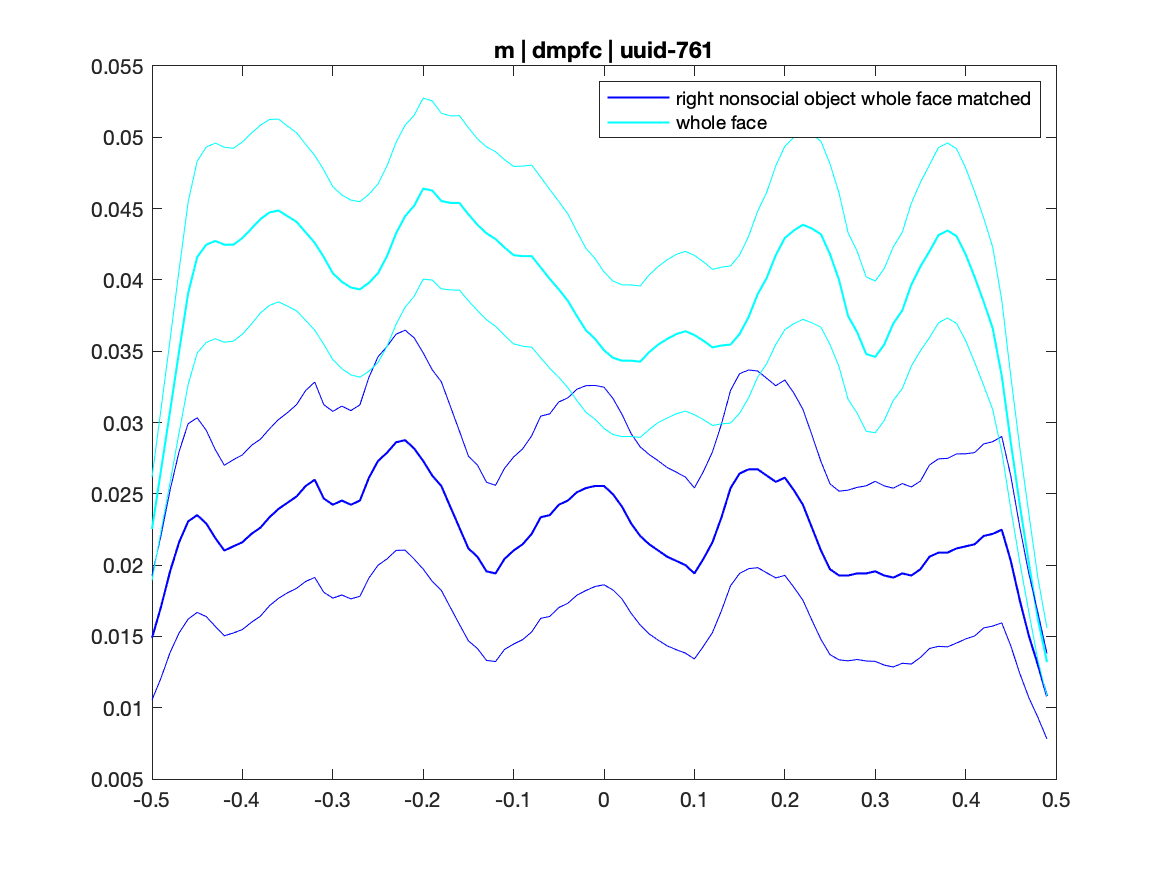 m | dmpfc | uuid-761
right nonsocial object whole face matched
whole face
0.055
0.05
0.045
0.04
0.035
0.03
0.025
0.02
0.015
0.01
0.005
-0.5 -0.4 -0.3 -0.2 -0.1 0 0.1 0.2 0.3 0.4 0.5